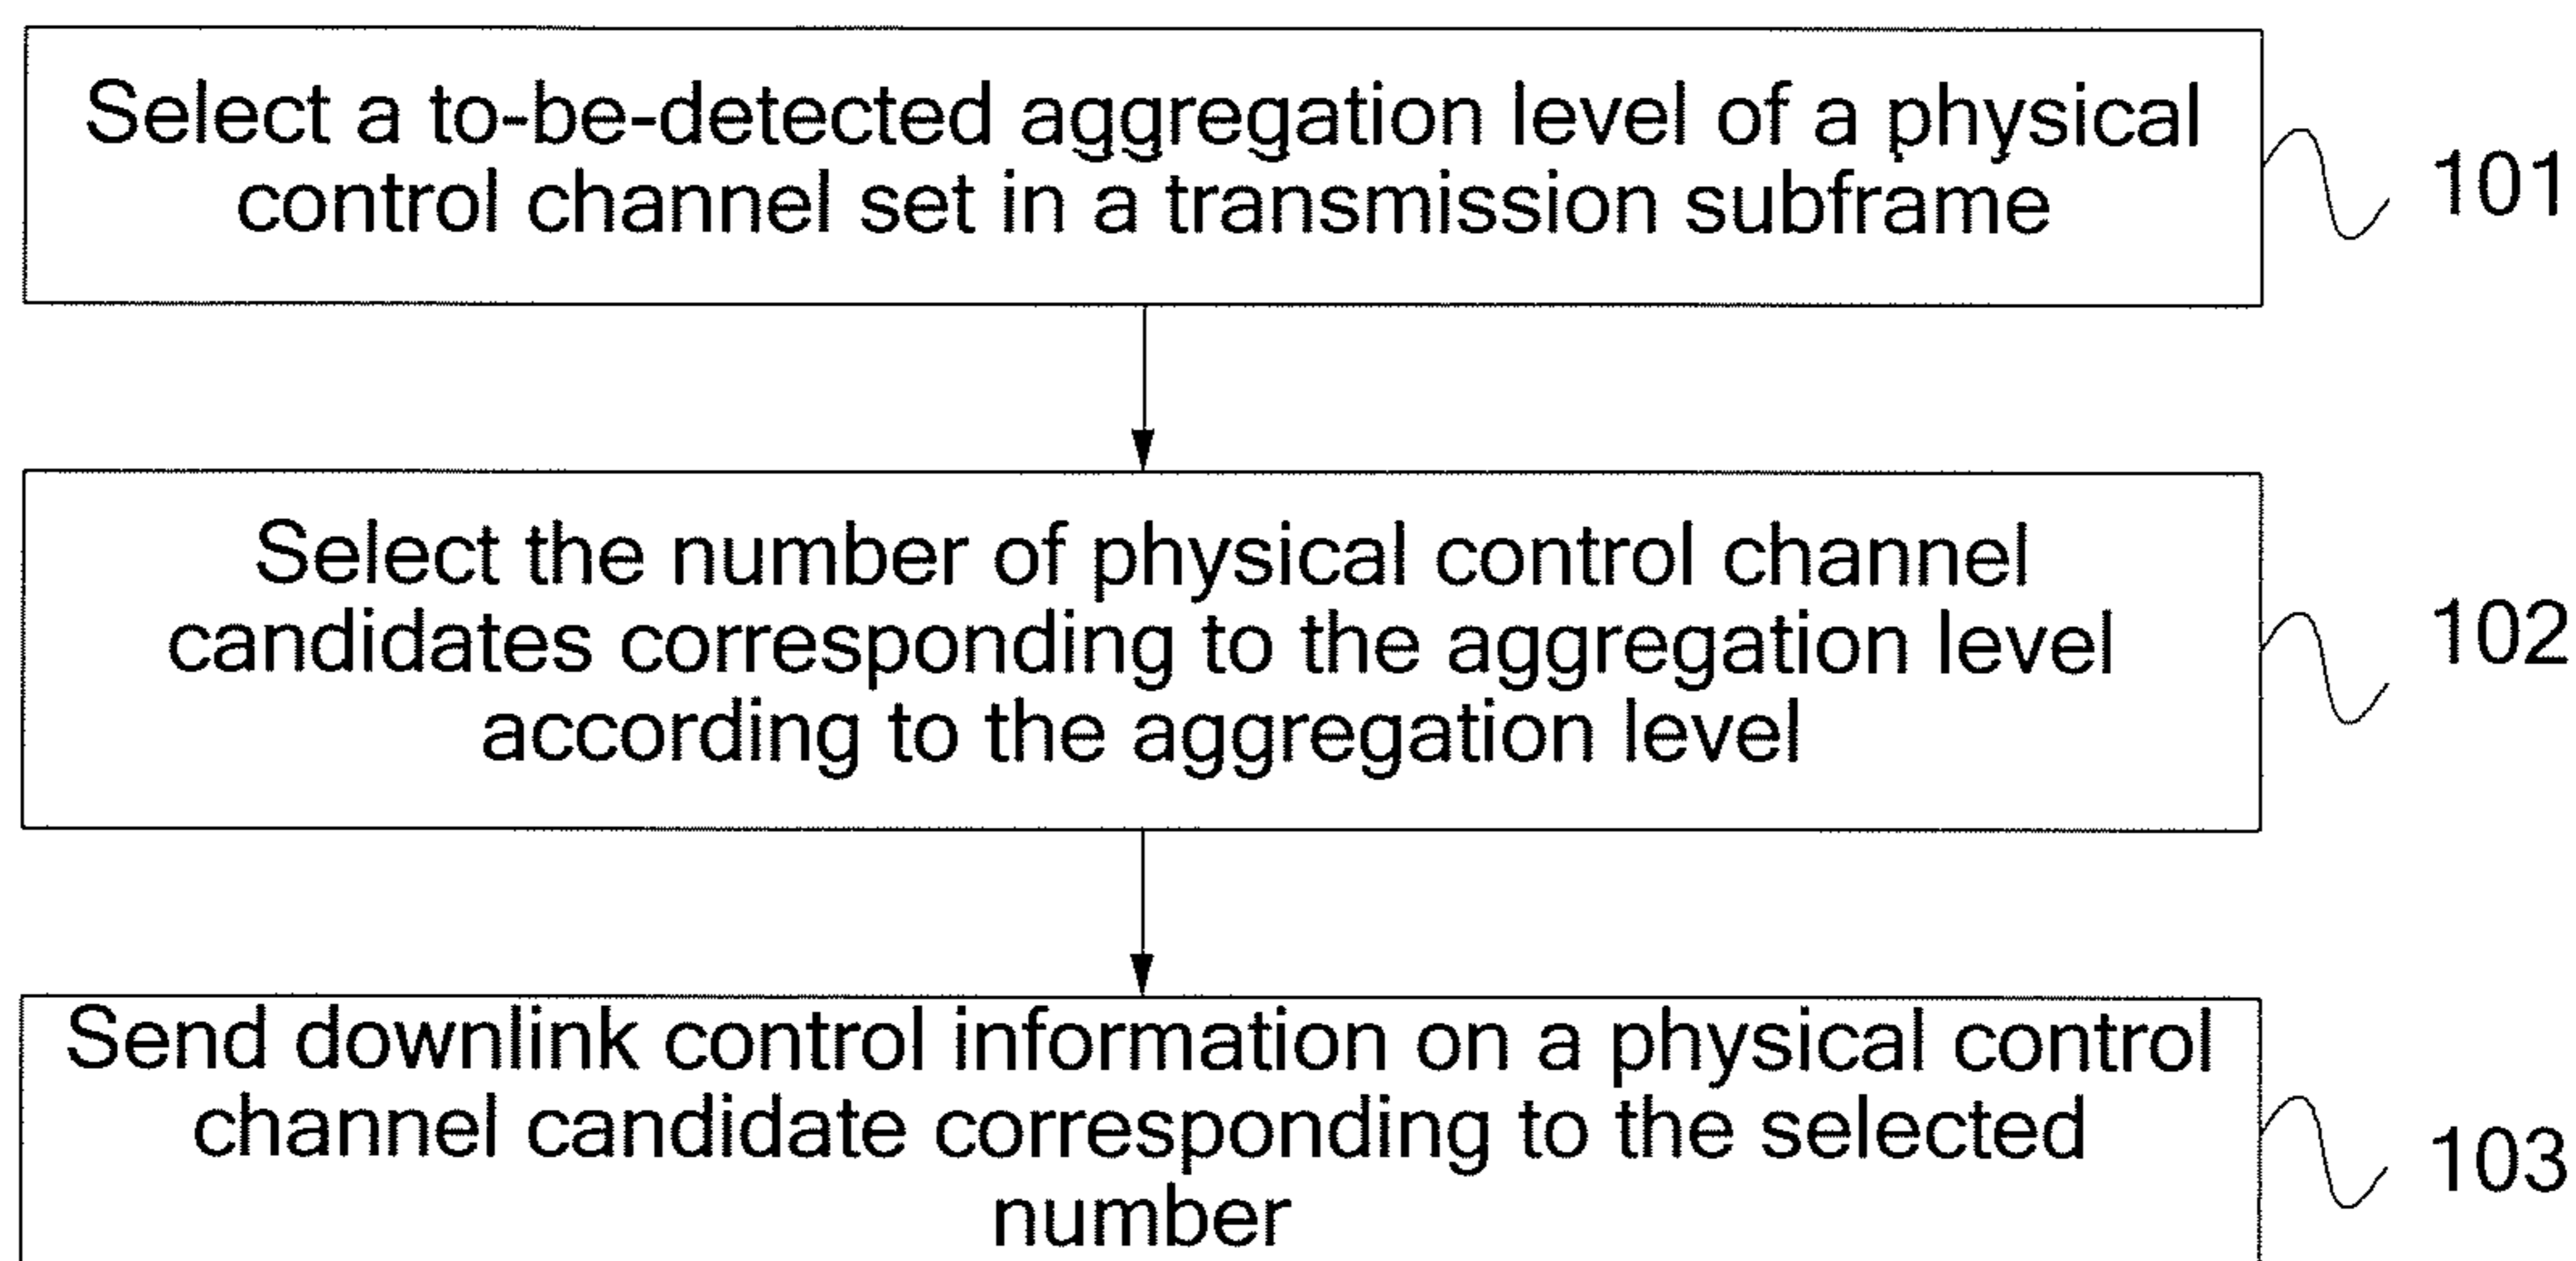 Select a to-be-detected aggregation level of a physical
control channel set in a transmission subframe
101
Select the number of physical control channel
candidates corresponding to the aggregation level
according to the aggregation level
102
Send downlink control information on a physical control
channel candidate corresponding to the selected
number
103